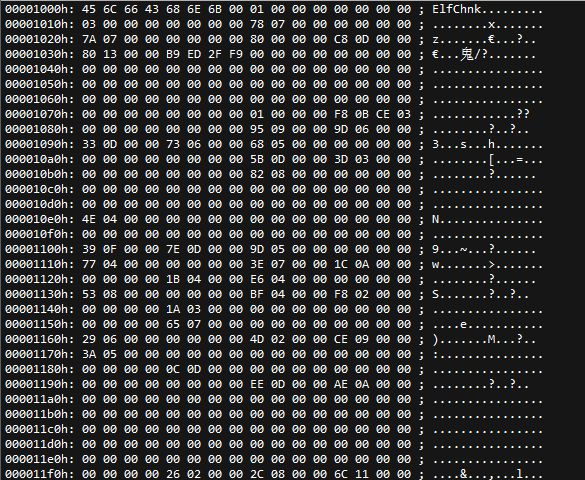 00001000h: 45 6C 66 43 68 6E 6B 00 01 00 00 00 00 00 00 00 ; ElfChnk.........
00001010h: 03 00 00 00 00 00 00 00 78 07 00 00 00 00 00 00 ; ........x.......
00001020h: 7A 07 00 00 00 00 00 00 80 00 00 00 C8 0D 00 00 ; z.......€...?..
00001030h: 80 13 00 00 B9 ED 2F F9 00 00 00 00 00 00 00 00 ; €...鬼/?.......
00001040h: 00 00 00 00 00 00 00 00 00 00 00 00 00 00 00 00 ; ................
00001050h: 00 00 00 00 00 00 00 00 00 00 00 00 00 00 00 00 ; ................
00001060h: 00 00 00 00 00 00 00 00 00 00 00 00 00 00 00 00 ; ................
00001070h: 00 00 00 00 00 00 00 00 01 00 00 00 F8 0B CE 03 ; ............??
00001080h: 00 00 00 00 00 00 00 00 95 09 00 00 9D 06 00 00 ; ........?..?..
00001090h: 33 0D 00 00 73 06 00 00 68 05 00 00 00 00 00 00 ; 3...s...h.......
000010a0h: 00 00 00 00 00 00 00 00 5B 0D 00 00 3D 03 00 00 ; ........[...=...
000010b0h: 00 00 00 00 00 00 00 00 82 08 00 00 00 00 00 00 ; ........?......
000010c0h: 00 00 00 00 00 00 00 00 00 00 00 00 00 00 00 00 ; ................
000010d0h: 00 00 00 00 00 00 00 00 00 00 00 00 00 00 00 00 ; ................
000010e0h: 4E 04 00 00 00 00 00 00 00 00 00 00 00 00 00 00 ; N...............
000010f0h: 00 00 00 00 00 00 00 00 00 00 00 00 00 00 00 00 ; ................
00001100h: 39 0F 00 00 7E 0D 00 00 9D 05 00 00 00 00 00 00 ; 9...~...?......
00001110h: 77 04 00 00 00 00 00 00 3E 07 00 00 1C 0A 00 00 ; w.......>.......
00001120h: 00 00 00 00 1B 04 00 00 E6 04 00 00 00 00 00 00 ; ........?......
00001130h: 53 08 00 00 00 00 00 00 BF 04 00 00 F8 02 00 00 ; S.......?..?..
00001140h: 00 00 00 00 1A 03 00 00 00 00 00 00 00 00 00 00 ; ................
00001150h: 00 00 00 00 65 07 00 00 00 00 00 00 00 00 00 00 ; ....e...........
00001160h: 29 06 00 00 00 00 00 00 4D 02 00 00 CE 09 00 00 ; ).......M...?..
00001170h: 3A 05 00 00 00 00 00 00 00 00 00 00 00 00 00 00 ; :...............
00001180h: 00 00 00 00 0C 0D 00 00 00 00 00 00 00 00 00 00 ; ................
00001190h: 00 00 00 00 00 00 00 00 EE 0D 00 00 AE 0A 00 00 ; ........?..?..
000011a0h: 00 00 00 00 00 00 00 00 00 00 00 00 00 00 00 00 ; ................
000011b0h: 00 00 00 00 00 00 00 00 00 00 00 00 00 00 00 00 ; ................
000011c0h: 00 00 00 00 00 00 00 00 00 00 00 00 00 00 00 00 ; ................
000011d0h: 00 00 00 00 00 00 00 00 00 00 00 00 00 00 00 00 ; ................
000011e0h: 00 00 00 00 00 00 00 00 00 00 00 00 00 00 00 00 ; ................
000011f0h: 00 00 00 00 26 02 00 00 2C 08 00 00 6C 11 00 00 ; ....&...,...l...